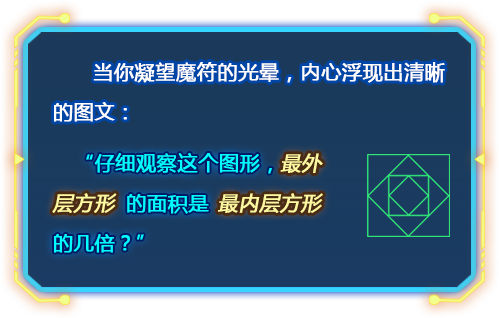 当你凝望魔符的光晕，内心浮现出清晰
的图文：
“仔细观察这个图形，最外
层方形 的面积是 最内层方形
的几倍？”